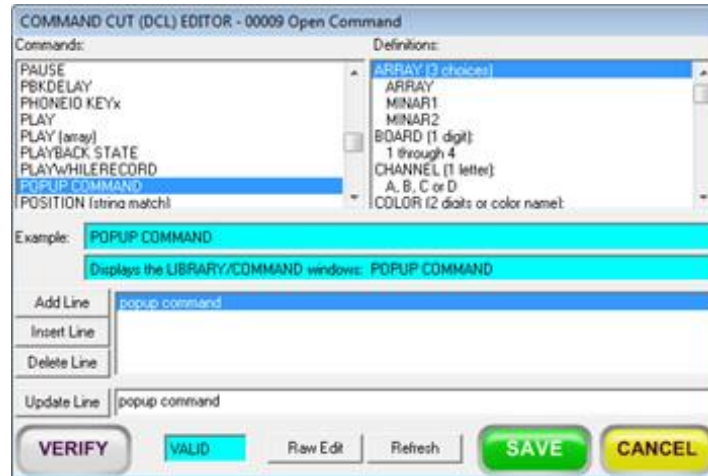 COMMAND CUT (DCL) EDITOR - 00009 Open Command
Commands:
Definitions:
PAUSE
PBKDELAY
PHONEIO KEYx
PLAY
PLAY (array)
PLAYBACK STATE
PLAYWHILERECORD
POPUP COMMAND
POSITION (string match)
ARRAY (3 choices)
ARRAY
MINAR1
MINAR2
BOARD (1 digit):
1 through 4
CHANNEL (1 letter):
A, B, C or D
COLOR (2 digits or color name):
Example:
POPUP COMMAND
Displays the LIBRARY/COMMAND windows: POPUP COMMAND
Add Line
popup command
Insert Line
Delete Line
Update Line
popup command
VERIFY
VALID
Raw Edit
Refresh
SAVE
CANCEL